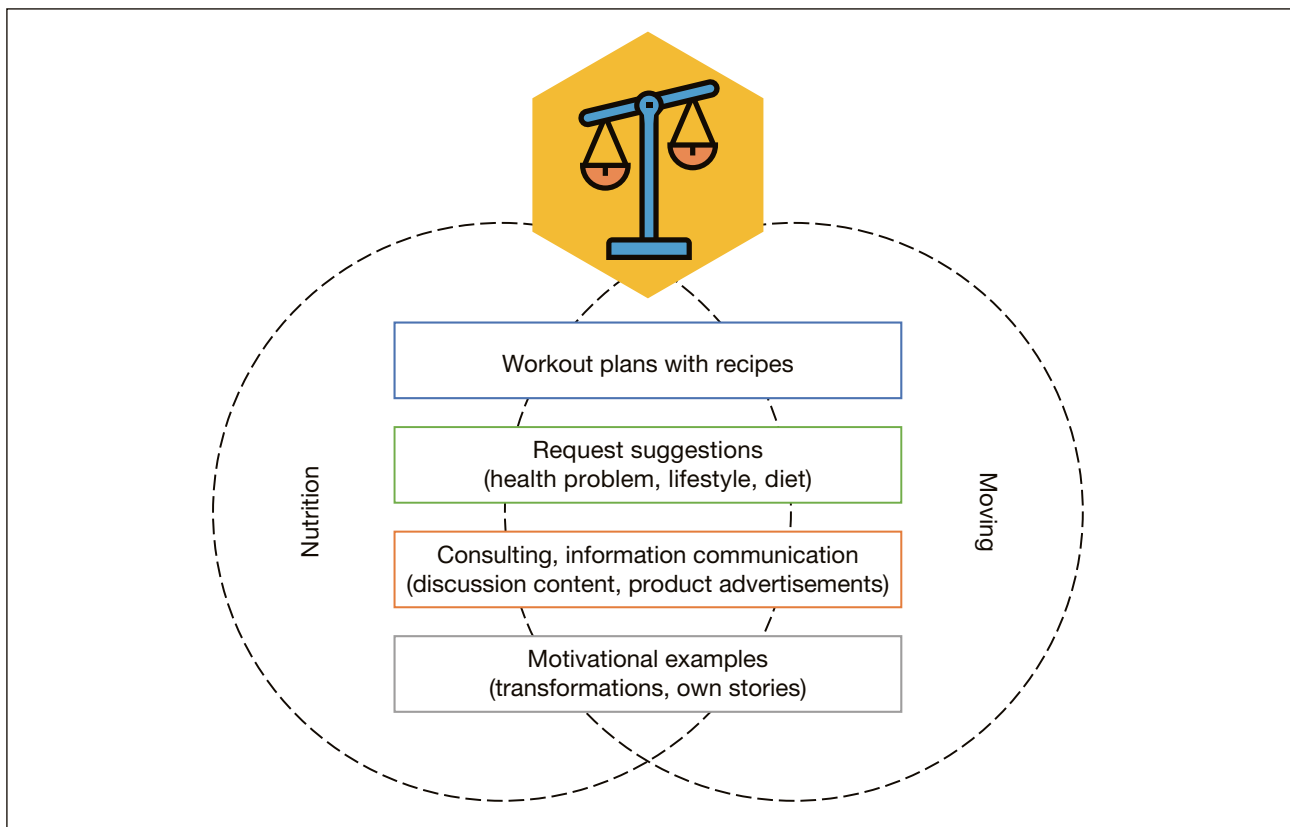 Workout plans with recipes
Request suggestions
(health problem, lifestyle, diet)
Nutrition
Moving
Consulting, information communication
(discussion content, product advertisements)
Motivational examples
(transformations, own stories)